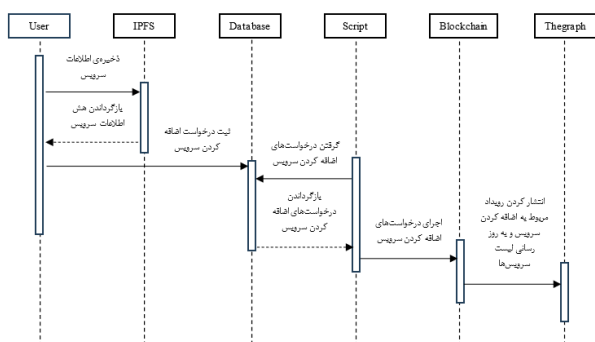 User
IPFS
Database
Script
Blockchain
Thegraph
ذخیره‌ی اطلاعات
سرویس
بازگرداندن هش
اطلاعات سرویس
ثبت درخواست اضافه
کردن سرویس
گرفتن درخواست‌های
اضافه کردن سرویس
بازگرداندن
درخواست‌های اضافه
کردن سرویس
اجرای درخواست‌های
اضافه کردن سرویس
انتشار کردن رویداد
مربوط به اضافه کردن
سرویس و به روز
رسانی لیست
سرویس‌ها